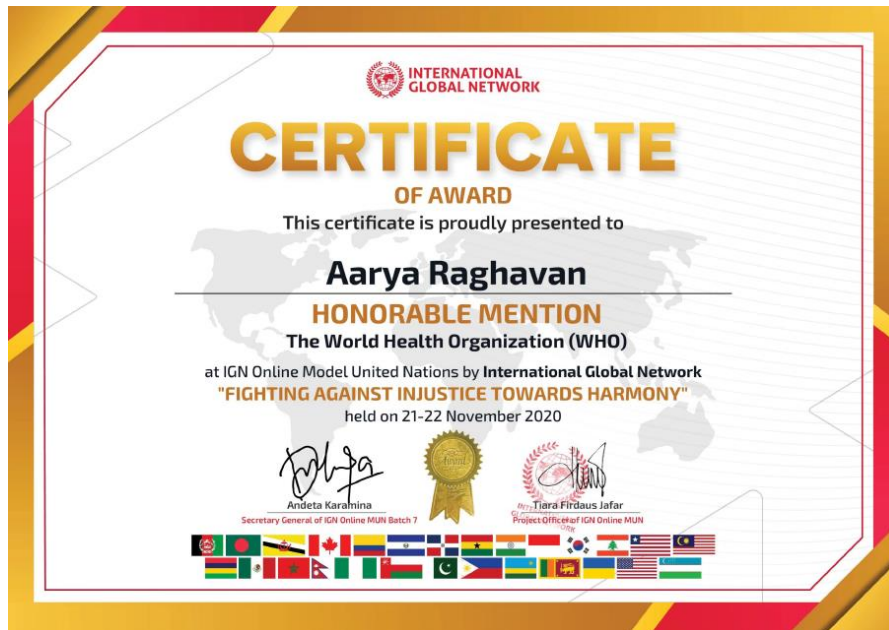 INTERNATIONAL
GLOBAL NETWORK
CERTIFICATE
OF AWARD
This certificate is proudly presented to
Aarya Raghavan
HONORABLE MENTION
The World Health Organization (WHO)
at IGN Online Model United Nations by International Global Network
"FIGHTING AGAINST INJUSTICE TOWARDS HARMONY"
held on 21-22 November 2020
Award
Andeta Karamina
Tiara Firdaus Jafar
Secretary General of IGN Online MUN Batch 7
Project Officer of IGN Online MUN